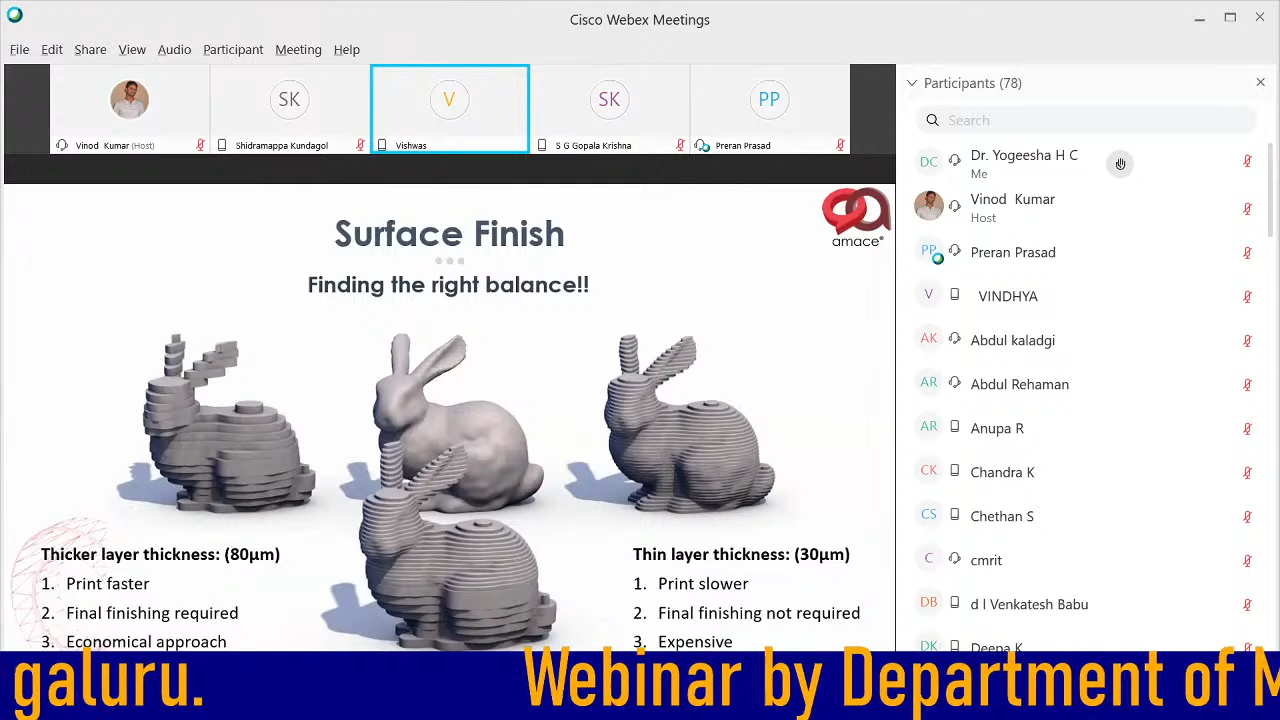 Cisco Webex Meetings
File Edit Share View Audio Participant Meeting Help
SK
V
SK
PP
Vinod Kumar (Host)
Shidramappa Kundagol
Vishwas
S G Gopala Krishna
Preran Prasad
Surface Finish
Finding the right balance!!
amace®
Thicker layer thickness: (80µm)
1. Print faster
2. Final finishing required
3. Economical approach
Thin layer thickness: (30µm)
1. Print slower
2. Final finishing not required
3. Expensive
Participants (78)
Search
DC Dr. Yogeesha H C
Me
Vinod Kumar
Host
PP Preran Prasad
V VINDHYA
AK Abdul kaladgi
AR Abdul Rehaman
AR Anupa R
CK Chandra K
CS Chethan S
C cmrit
DB d l Venkatesh Babu
DK Deepa K
galuru. Webinar by Department of M